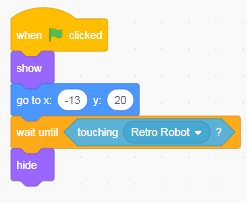 when clicked
show
go to x: -13 y: 20
wait until touching Retro Robot ?
hide